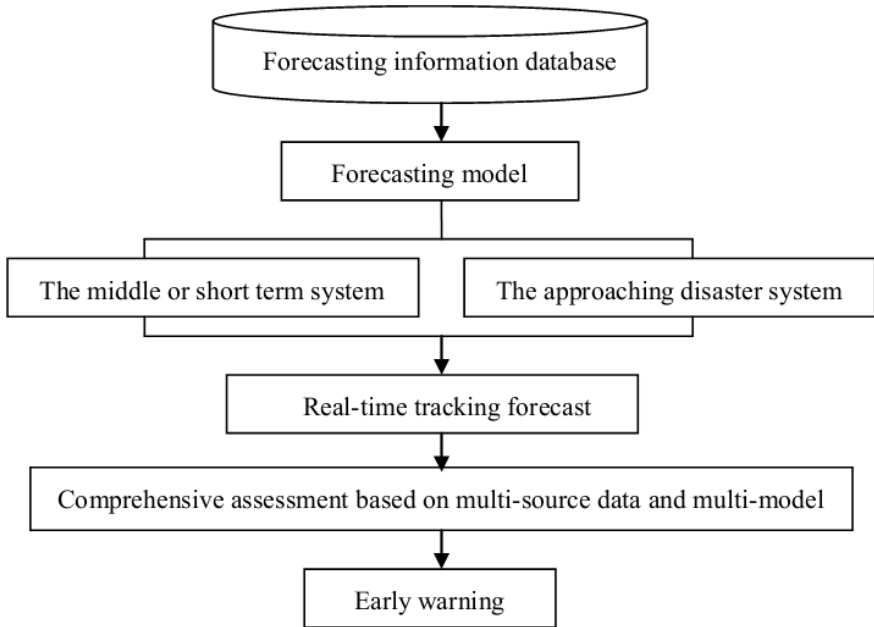 Forecasting information database
Forecasting model
The middle or short term system
The approaching disaster system
Real-time tracking forecast
Comprehensive assessment based on multi-source data and multi-model
Early warning